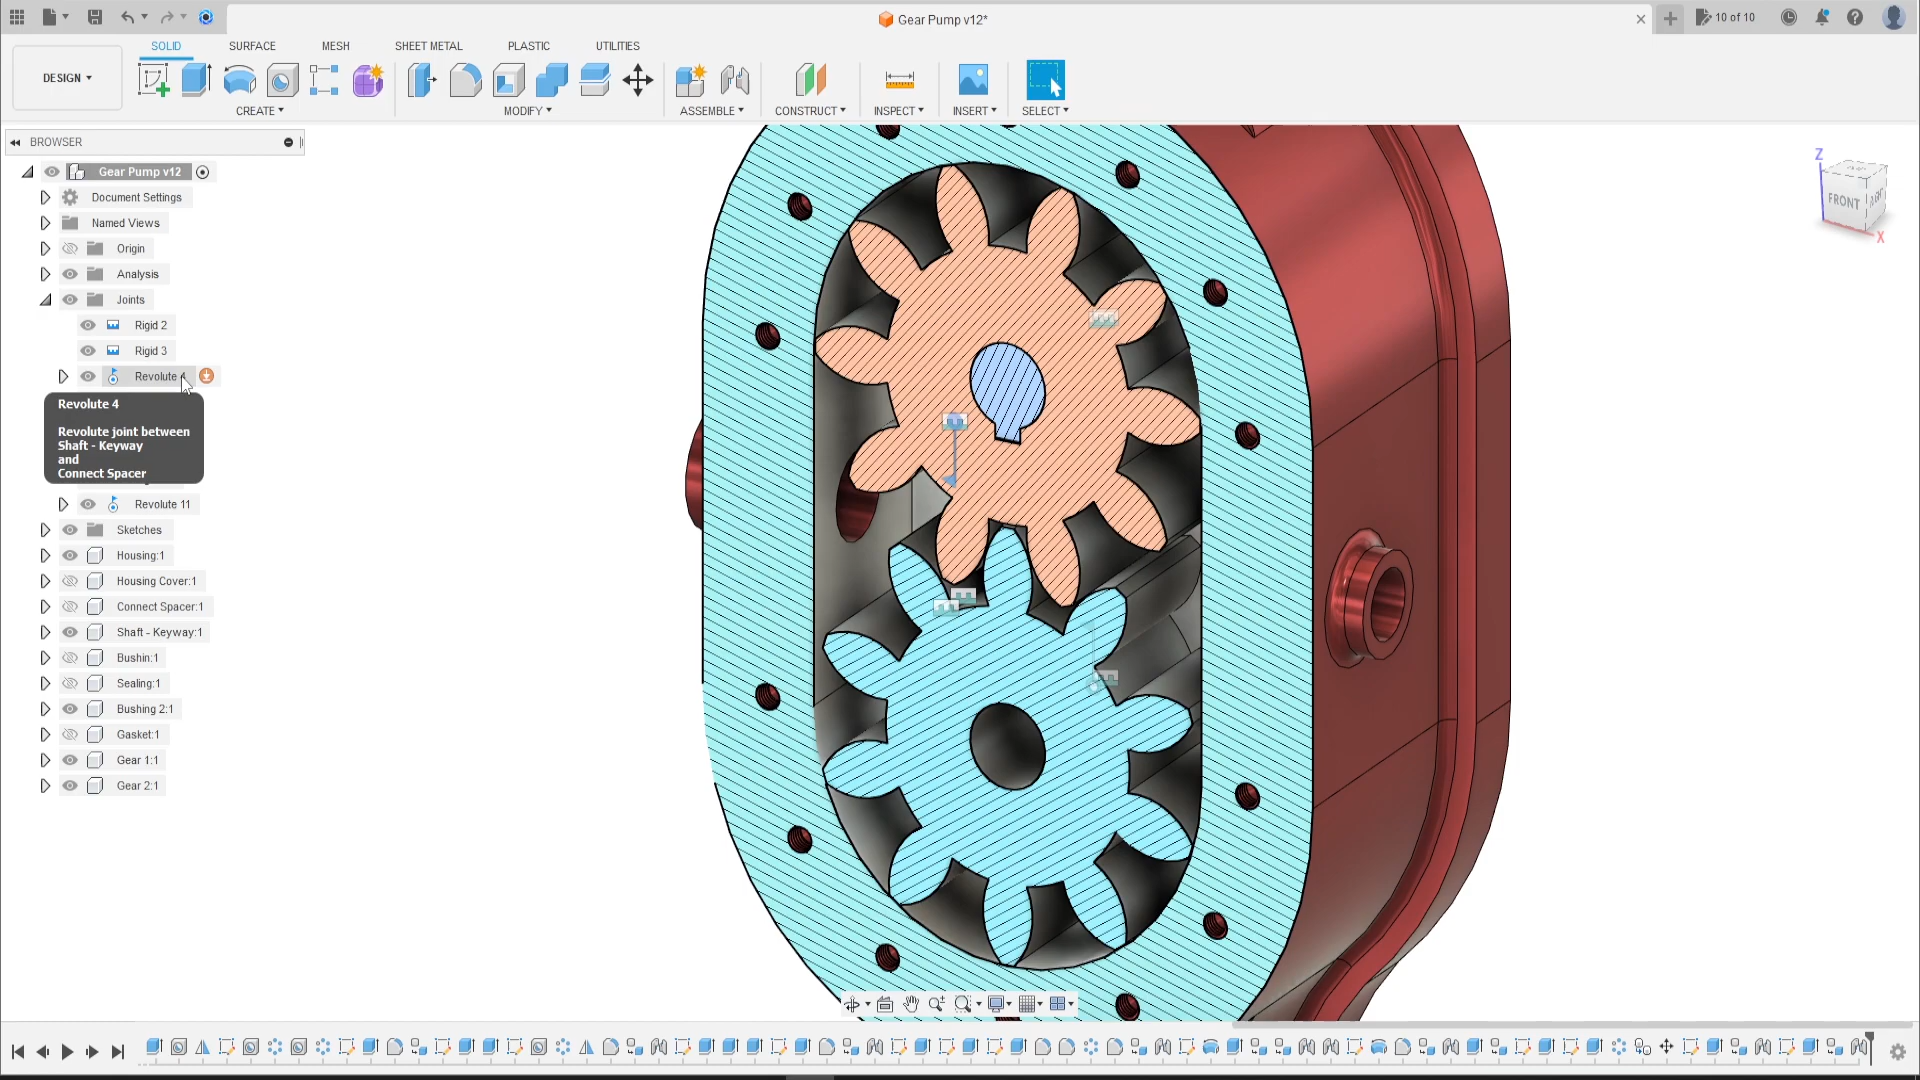 Gear Pump v12*
10 of 10
SOLID
SURFACE
MESH
SHEET METAL
PLASTIC
UTILITIES
DESIGN
CREATE
MODIFY
ASSEMBLE
CONSTRUCT
INSPECT
INSERT
SELECT
BROWSER
Gear Pump v12
Document Settings
Named Views
Origin
Analysis
Joints
Rigid 2
Rigid 3
Revolute 4
Revolute 4
Revolute joint between
Shaft - Keyway
and
Connect Spacer
Revolute 11
Sketches
Housing:1
Housing Cover:1
Connect Spacer:1
Shaft - Keyway:1
Bushin:1
Sealing:1
Bushing 2:1
Gasket:1
Gear 1:1
Gear 2:1
Z
FRONT
X